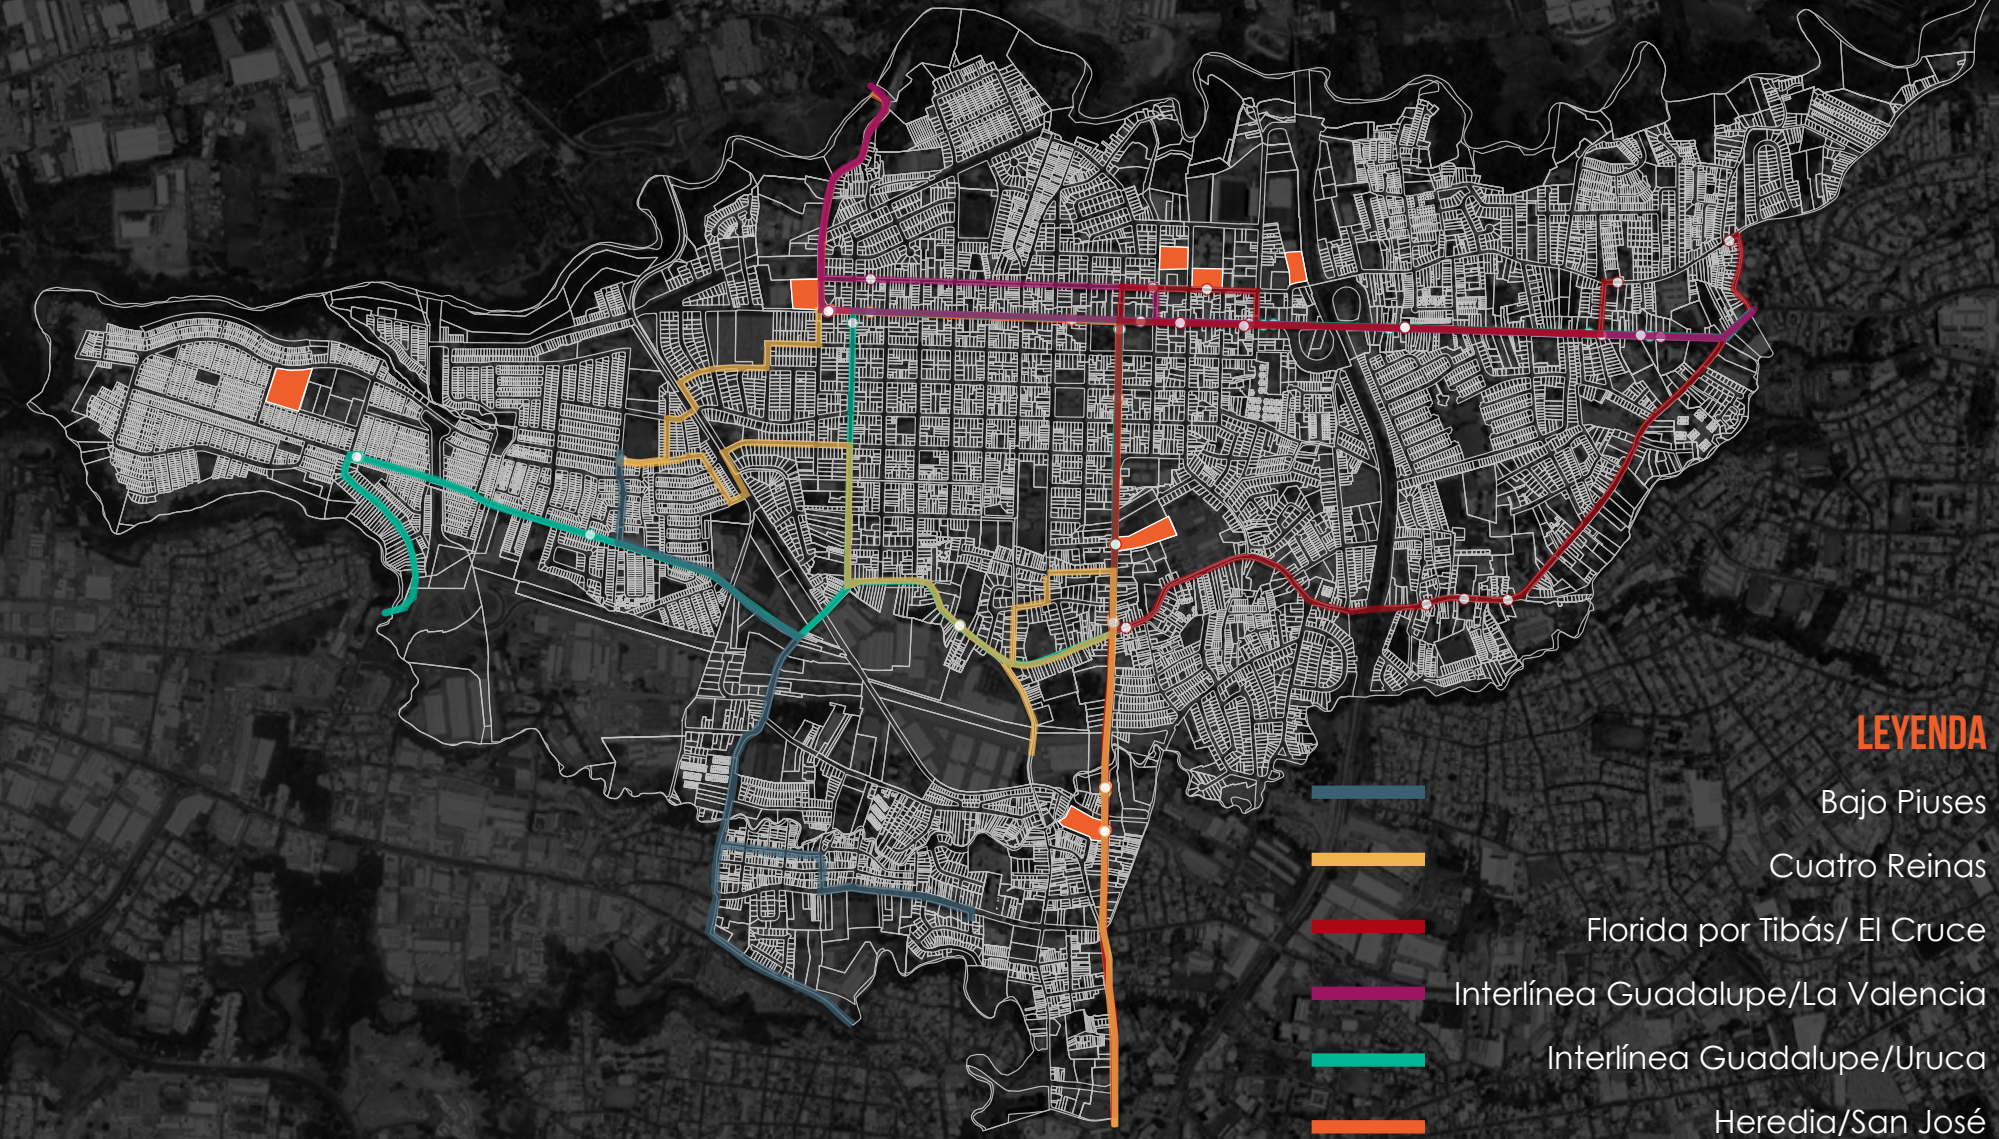 LEYENDA
Bajo Piuses
Cuatro Reinas
Florida por Tibás/ El Cruce
Interlínea Guadalupe/La Valencia
Interlínea Guadalupe/Uruca
Heredia/San José